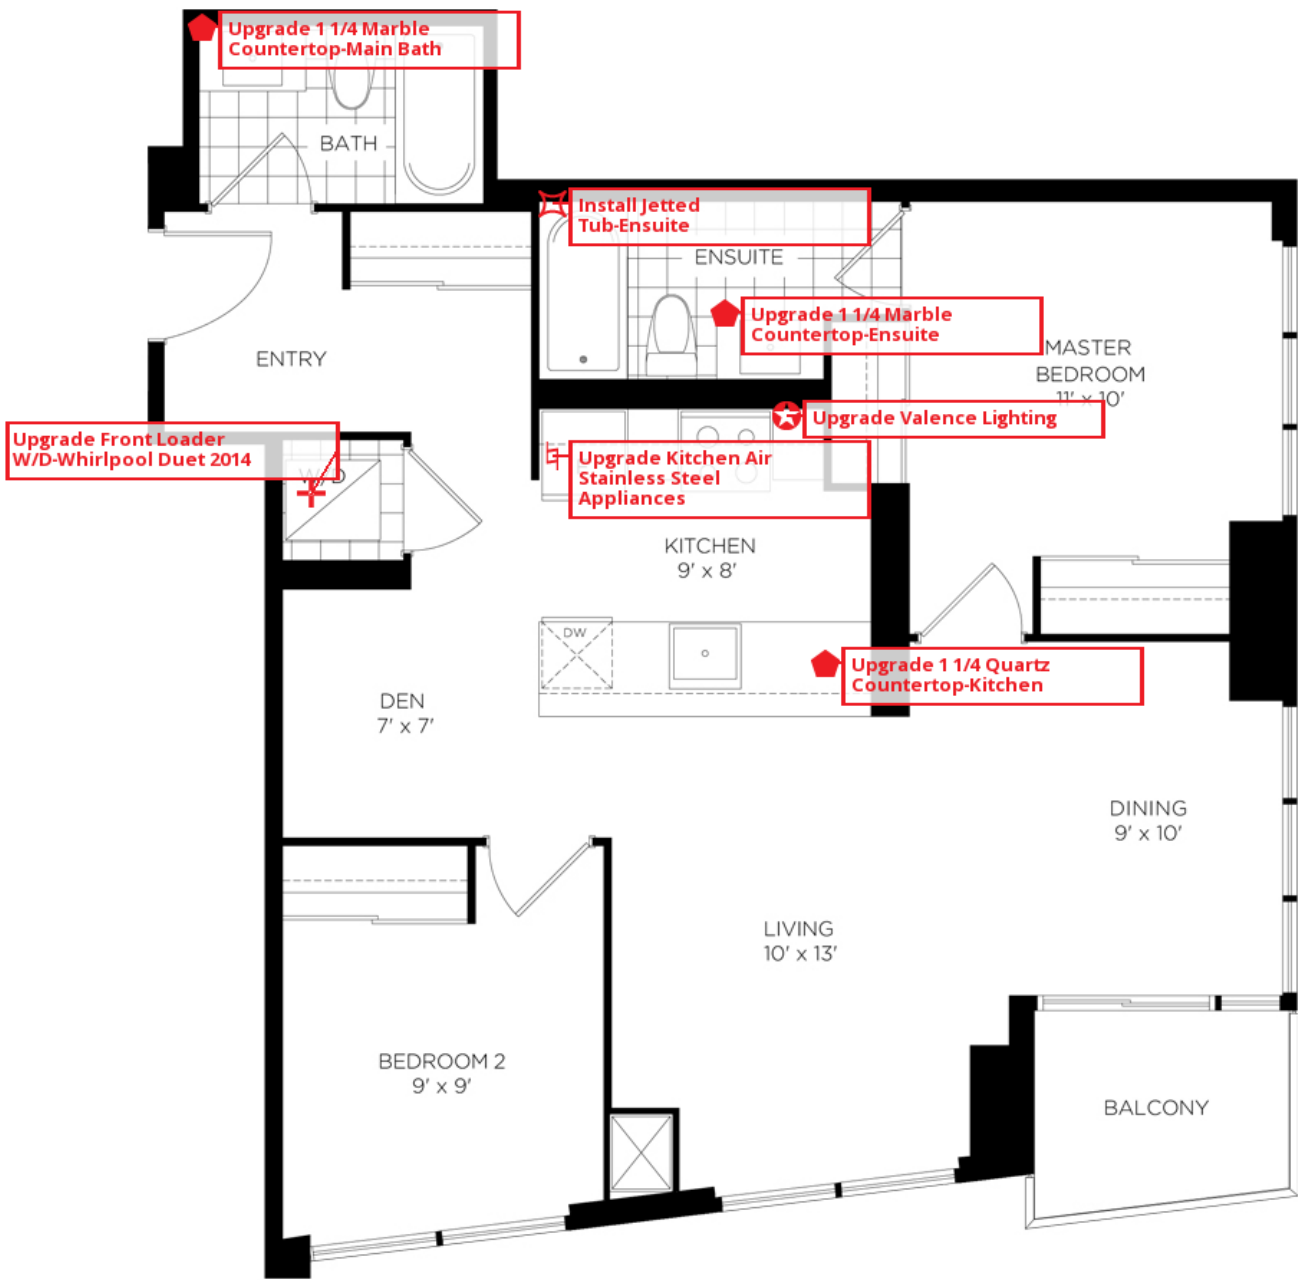 Upgrade 1 1/4 Marble
Countertop-Main Bath
BATH
Install Jetted
Tub-Ensuite
ENSUITE
Upgrade 1 1/4 Marble
Countertop-Ensuite
ENTRY
MASTER
BEDROOM
11' x 10'
Upgrade Valence Lighting
Upgrade Front Loader
W/D-Whirlpool Duet 2014
W/D
Upgrade Kitchen Air
Stainless Steel
Appliances
KITCHEN
9' x 8'
DW
Upgrade 1 1/4 Quartz
Countertop-Kitchen
DEN
7' x 7'
DINING
9' x 10'
LIVING
10' x 13'
BEDROOM 2
9' x 9'
BALCONY